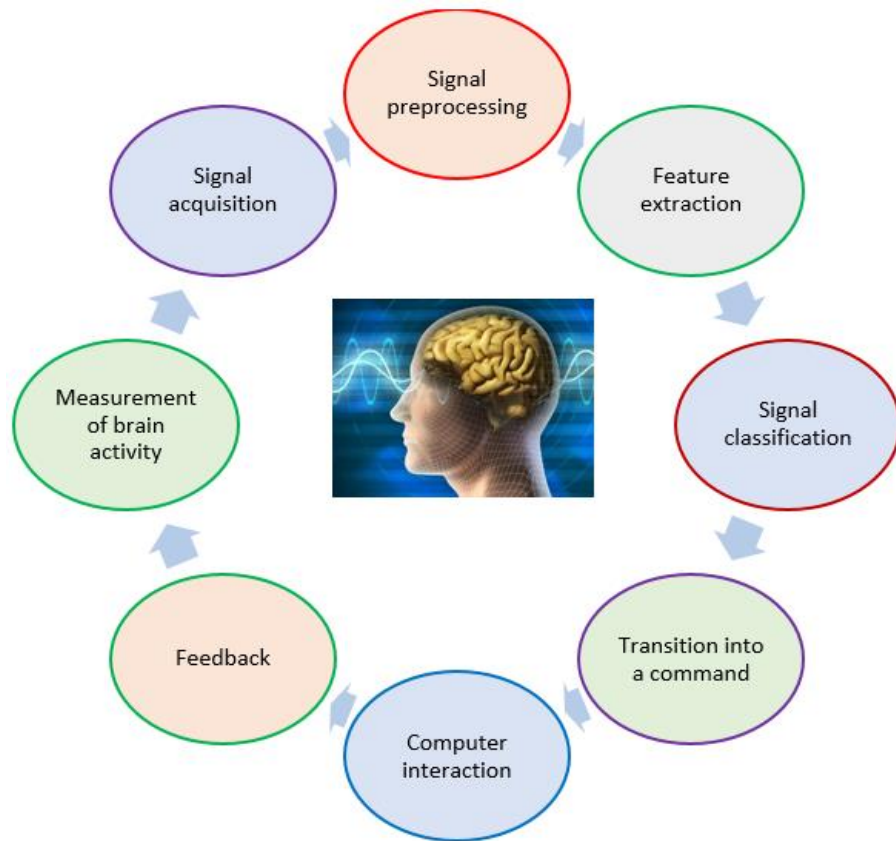 Signal
preprocessing
Feature
extraction
Signal
classification
Transition into
a command
Computer
interaction
Feedback
Measurement
of brain
activity
Signal
acquisition